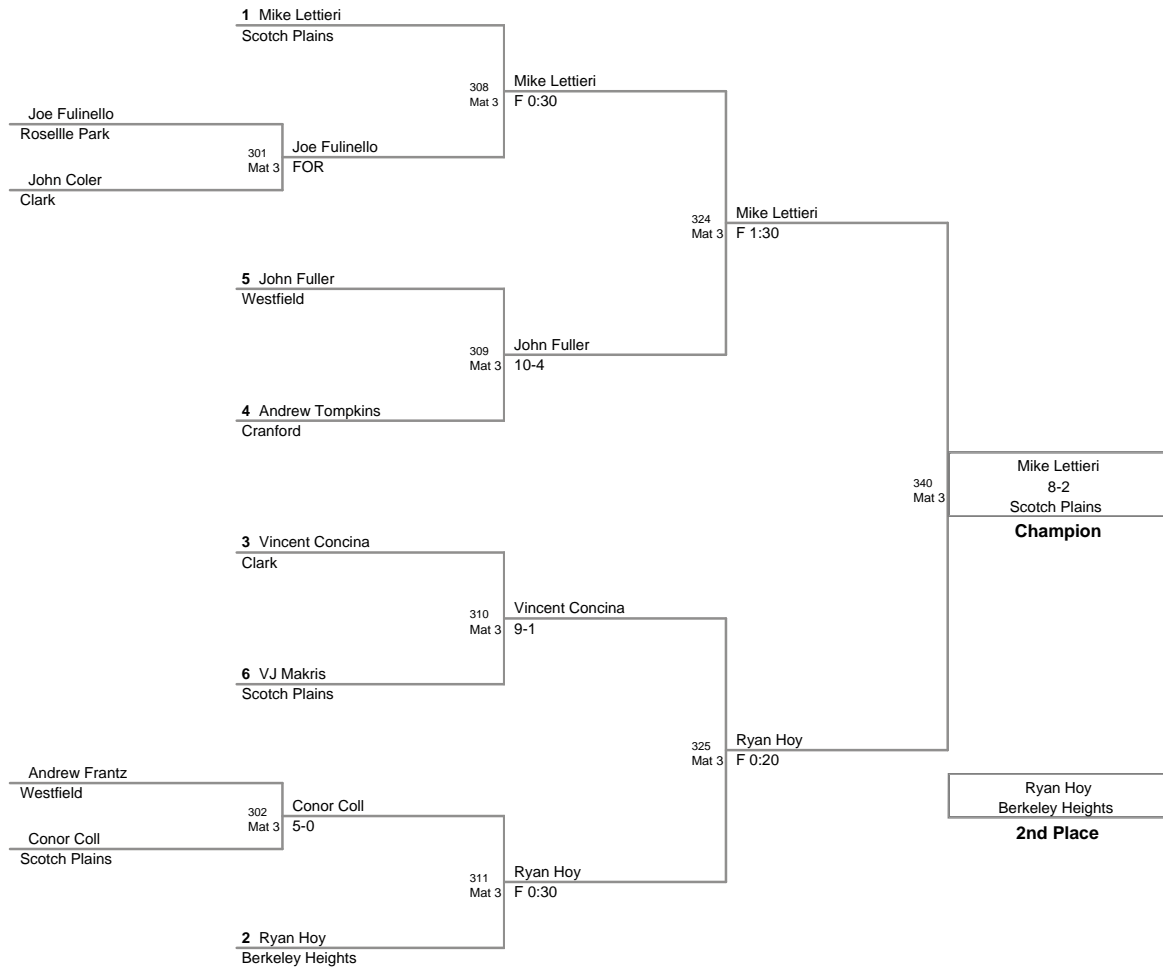 1 Mike Lettieri
Scotch Plains
308
Mat 3
Mike Lettieri
F 0:30
Joe Fulinello
Rosellle Park
301
Mat 3
Joe Fulinello
FOR
John Coler
Clark
324
Mat 3
Mike Lettieri
F 1:30
5 John Fuller
Westfield
309
Mat 3
John Fuller
10-4
4 Andrew Tompkins
Cranford
340
Mat 3
Mike Lettieri
8-2
Scotch Plains
Champion
3 Vincent Concina
Clark
310
Mat 3
Vincent Concina
9-1
6 VJ Makris
Scotch Plains
325
Mat 3
Ryan Hoy
F 0:20
Andrew Frantz
Westfield
302
Mat 3
Conor Coll
5-0
Conor Coll
Scotch Plains
311
Mat 3
Ryan Hoy
F 0:30
2 Ryan Hoy
Berkeley Heights
Ryan Hoy
Berkeley Heights
2nd Place